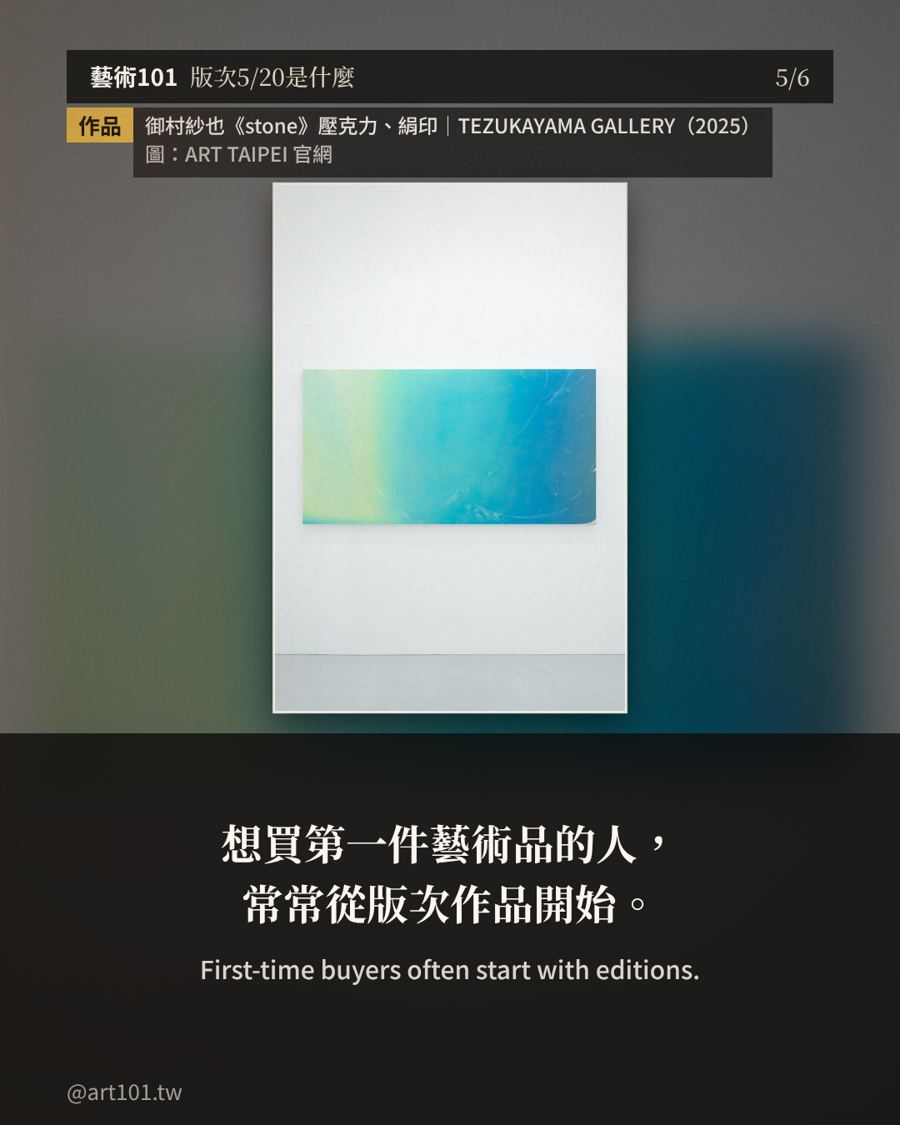 藝術101 版次5/20是什麼 5/6
作品 御村紗也《stone》壓克力、絹印｜TEZUKAYAMA GALLERY（2025）
圖：ART TAIPEI 官網
想買第一件藝術品的人，
常常從版次作品開始。
First-time buyers often start with editions.
@art101.tw